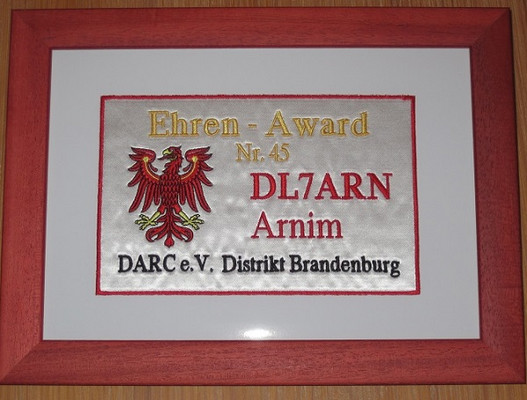 Ehren - Award
Nr. 45
DL7ARN
Arnim
DARC e.V. Distrikt Brandenburg